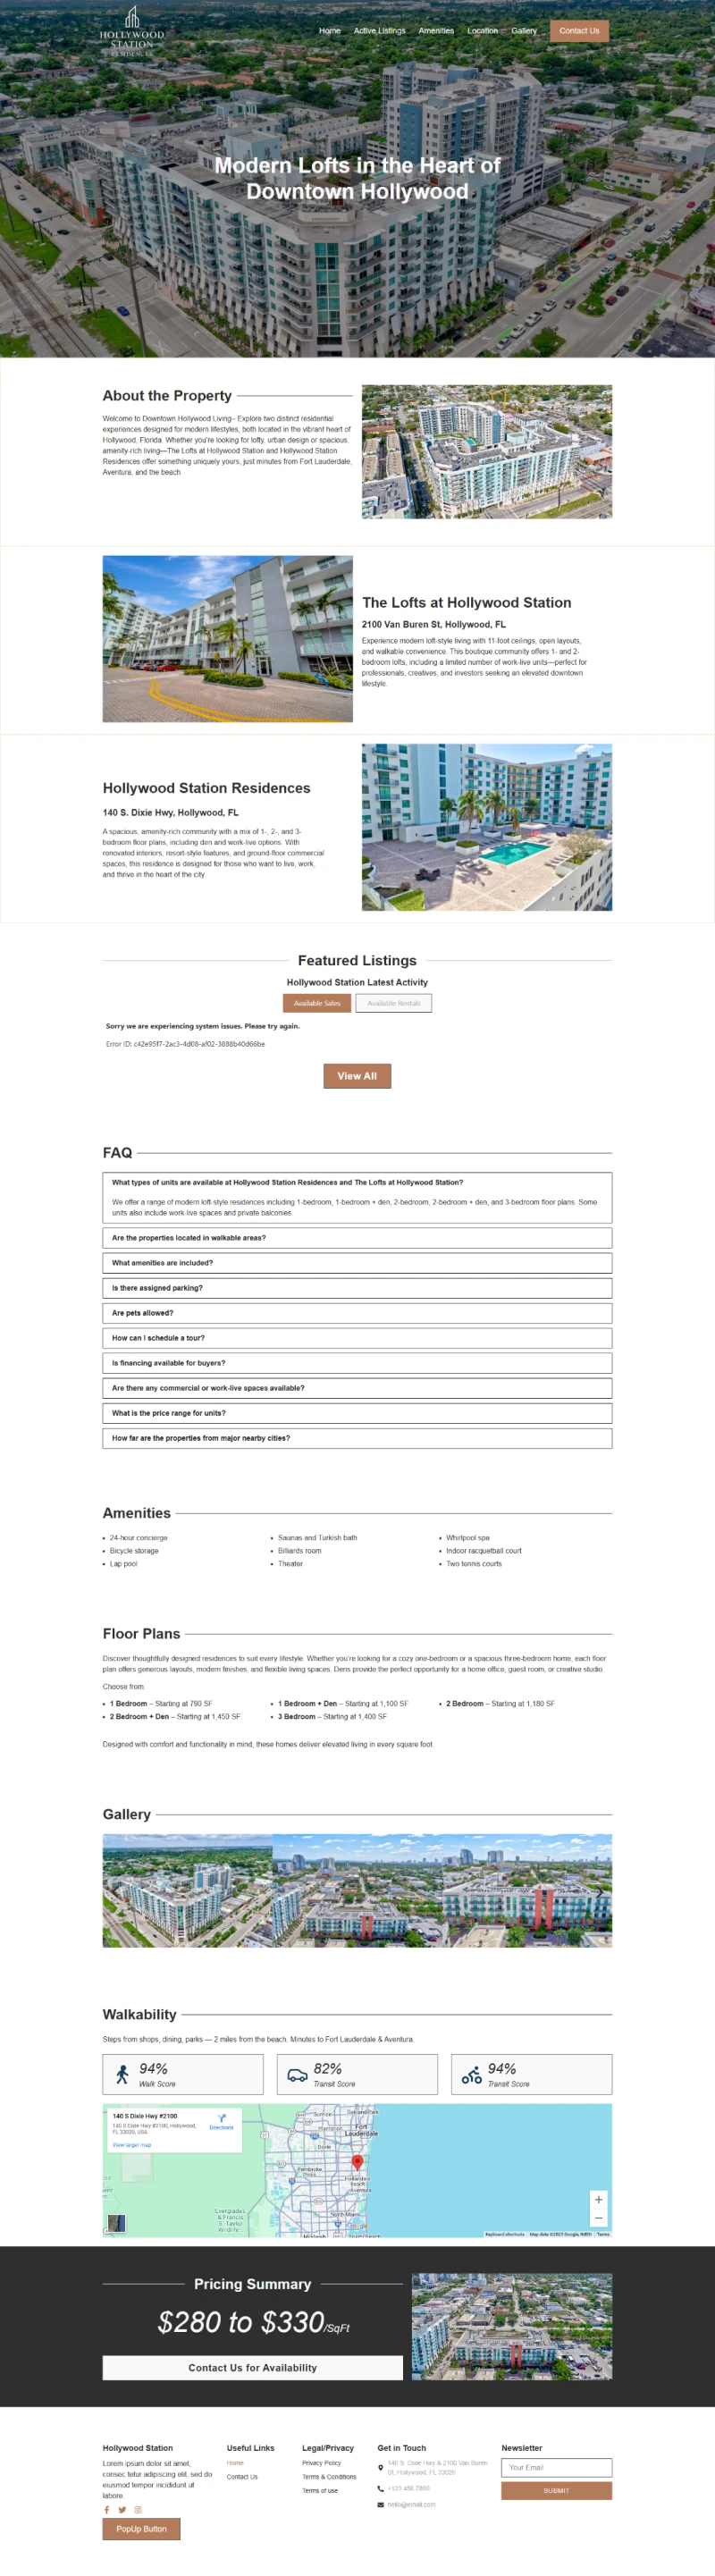 HOLLYWOOD
STATION
RESIDENCES
Home Active Listings Amenities Location Gallery Contact Us
Modern Lofts in the Heart of
Downtown Hollywood
About the Property
Welcome to Downtown Hollywood Living– Explore two distinct residential
experiences designed for modern lifestyles, both located in the vibrant heart of
Hollywood, Florida. Whether you're looking for lofty, urban design or spacious,
amenity-rich living—The Lofts at Hollywood Station and Hollywood Station
Residences offer something uniquely yours, just minutes from Fort Lauderdale,
Aventura, and the beach.
The Lofts at Hollywood Station
2100 Van Buren St, Hollywood, FL
Experience modern loft-style living with 11-foot ceilings, open layouts,
and walkable convenience. This boutique community offers 1- and 2-
bedroom lofts, including a limited number of work-live units—perfect for
professionals, creatives, and investors seeking an elevated downtown
lifestyle.
Hollywood Station Residences
140 S. Dixie Hwy, Hollywood, FL
A spacious, amenity-rich community with a mix of 1-, 2-, and 3-
bedroom floor plans, including den and work-live options. With
renovated interiors, resort-style features, and ground-floor commercial
spaces, this residence is designed for those who want to live, work,
and thrive in the heart of the city.
Featured Listings
Hollywood Station Latest Activity
Available Sales Available Rentals
Sorry we are experiencing system issues. Please try again.
Error ID: c42e95f7-2ac3-4d08-af02-3888b40d66be
View All
FAQ
What types of units are available at Hollywood Station Residences and The Lofts at Hollywood Station?
We offer a range of modern loft-style residences including 1-bedroom, 1-bedroom + den, 2-bedroom, 2-bedroom + den, and 3-bedroom floor plans. Some
units also include work-live spaces and private balconies.
Are the properties located in walkable areas?
What amenities are included?
Is there assigned parking?
Are pets allowed?
How can I schedule a tour?
Is financing available for buyers?
Are there any commercial or work-live spaces available?
What is the price range for units?
How far are the properties from major nearby cities?
Amenities
• 24-hour concierge • Saunas and Turkish bath • Whirlpool spa
• Bicycle storage • Billiards room • Indoor racquetball court
• Lap pool • Theater • Two tennis courts
Floor Plans
Discover thoughtfully designed residences to suit every lifestyle. Whether you're looking for a cozy one-bedroom or a spacious three-bedroom home, each floor
plan offers generous layouts, modern finishes, and flexible living spaces. Dens provide the perfect opportunity for a home office, guest room, or creative studio.
Choose from:
• 1 Bedroom – Starting at 790 SF • 1 Bedroom + Den – Starting at 1,100 SF • 2 Bedroom – Starting at 1,180 SF
• 2 Bedroom + Den – Starting at 1,450 SF • 3 Bedroom – Starting at 1,400 SF
Designed with comfort and functionality in mind, these homes deliver elevated living in every square foot.
Gallery
Walkability
Steps from shops, dining, parks — 2 miles from the beach. Minutes to Fort Lauderdale & Aventura.
94%
Walk Score
82%
Transit Score
94%
Transit Score
140 S Dixie Hwy #2100
140 S Dixie Hwy #2100, Hollywood,
FL 33020, USA
Directions
View larger map
Sunrise
Oakland Park
Plantation
Fort
Lauderdale
Davie
Pembroke
Pines
Hallandale
Beach
Aventura
Everglades
& Francis
S. Taylor
Wildlife...
North Miami
Keyboard shortcuts Map data ©2025 Google, INEGI Terms
Pricing Summary
$280 to $330/SqFt
Contact Us for Availability
Hollywood Station
Lorem ipsum dolor sit amet,
consec tetur adipiscing elit, sed do
eiusmod tempor incididunt ut
labore.
PopUp Button
Useful Links
Home
Contact Us
Legal/Privacy
Privacy Policy
Terms & Conditions
Terms of use
Get in Touch
140 S. Dixie Hwy & 2100 Van Buren
St, Hollywood, FL 33020
+123 456 7890
hello@email.com
Newsletter
Your Email
SUBMIT